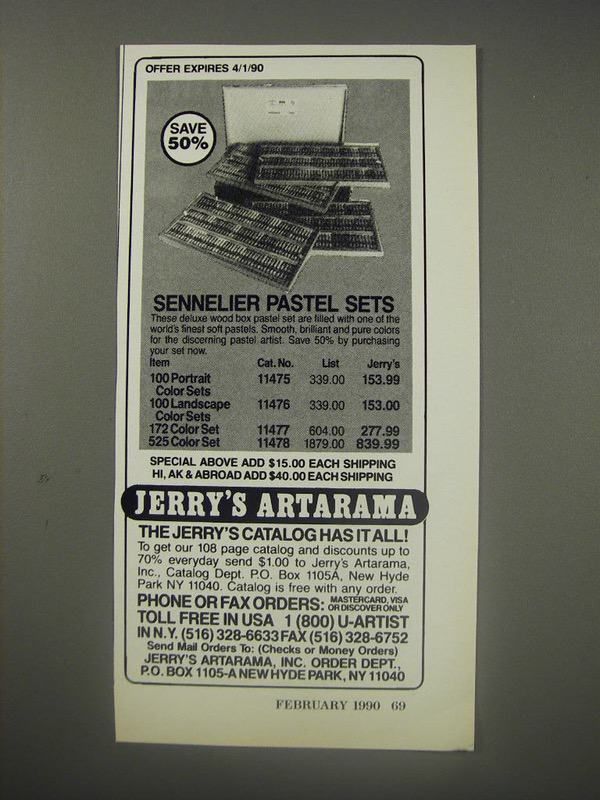 OFFER EXPIRES 4/1/90
SAVE
50%
SENNELIER PASTEL SETS
These deluxe wood box pastel set are filled with one of the
world's finest soft pastels. Smooth, brilliant and pure colors
for the discerning pastel artist. Save 50% by purchasing
your set now.
Item Cat. No. List Jerry's
100 Portrait 11475 339.00 153.99
Color Sets
100 Landscape 11476 339.00 153.00
Color Sets
172 Color Set 11477 604.00 277.99
525 Color Set 11478 1879.00 839.99
SPECIAL ABOVE ADD $15.00 EACH SHIPPING
HI, AK & ABROAD ADD $40.00 EACH SHIPPING
JERRY'S ARTARAMA
THE JERRY'S CATALOG HAS IT ALL!
To get our 108 page catalog and discounts up to
70% everyday send $1.00 to Jerry's Artarama,
Inc., Catalog Dept. P.O. Box 1105A, New Hyde
Park NY 11040. Catalog is free with any order.
PHONE OR FAX ORDERS: MASTERCARD, VISA
OR DISCOVER ONLY
TOLL FREE IN USA 1 (800) U-ARTIST
IN N.Y. (516) 328-6633 FAX (516) 328-6752
Send Mail Orders To: (Checks or Money Orders)
JERRY'S ARTARAMA, INC. ORDER DEPT.,
P.O. BOX 1105-A NEW HYDE PARK, NY 11040
FEBRUARY 1990 69